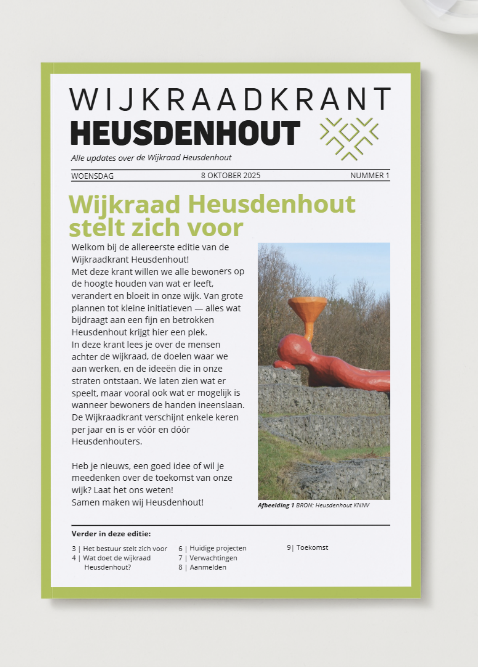 WIJKRAADKRANT
HEUSDENHOUT
Alle updates over de Wijkraad Heusdenhout
WOENSDAG 8 OKTOBER 2025 NUMMER 1
Wijkraad Heusdenhout
stelt zich voor
Welkom bij de allereerste editie van de
Wijkraadkrant Heusdenhout!
Met deze krant willen we alle bewoners op
de hoogte houden van wat er leeft,
verandert en bloeit in onze wijk. Van grote
plannen tot kleine initiatieven — alles wat
bijdraagt aan een fijn en betrokken
Heusdenhout krijgt hier een plek.
In deze krant lees je over de mensen
achter de wijkraad, de doelen waar we
aan werken, en de ideeën die in onze
straten ontstaan. We laten zien wat er
speelt, maar vooral ook wat er mogelijk is
wanneer bewoners de handen ineenslaan.
De Wijkraadkrant verschijnt enkele keren
per jaar en is er vóór en dóór
Heusdenhouters.
Heb je nieuws, een goed idee of wil je
meedenken over de toekomst van onze
wijk? Laat het ons weten!
Samen maken wij Heusdenhout!
Afbeelding 1 BRON: Heusdenhout KNNV
Verder in deze editie:
3 | Het bestuur stelt zich voor
4 | Wat doet de wijkraad
Heusdenhout?
6 | Huidige projecten
7 | Verwachtingen
8 | Aanmelden
9| Toekomst